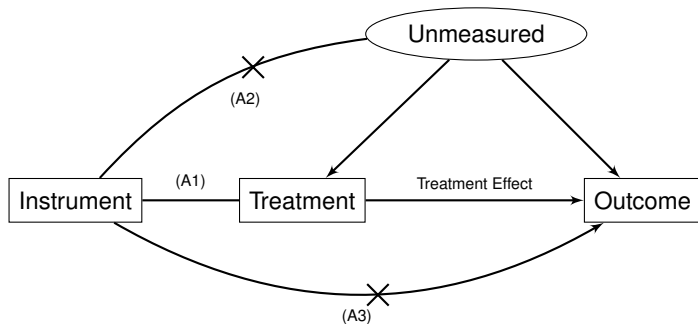 Unmeasured
(A2)
(A1)
Treatment Effect
Instrument
Treatment
Outcome
(A3)